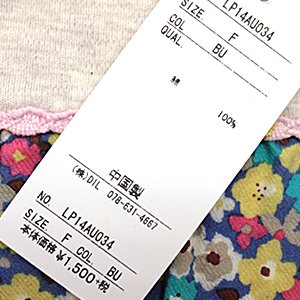 LP14AU034
SIZE F
COL BU
QUAL.
綿 100%
中国製
(株)DIL 078-631-4667
NO. LP14AU034
SIZE F COL BU
本体価格 ¥1,500+税